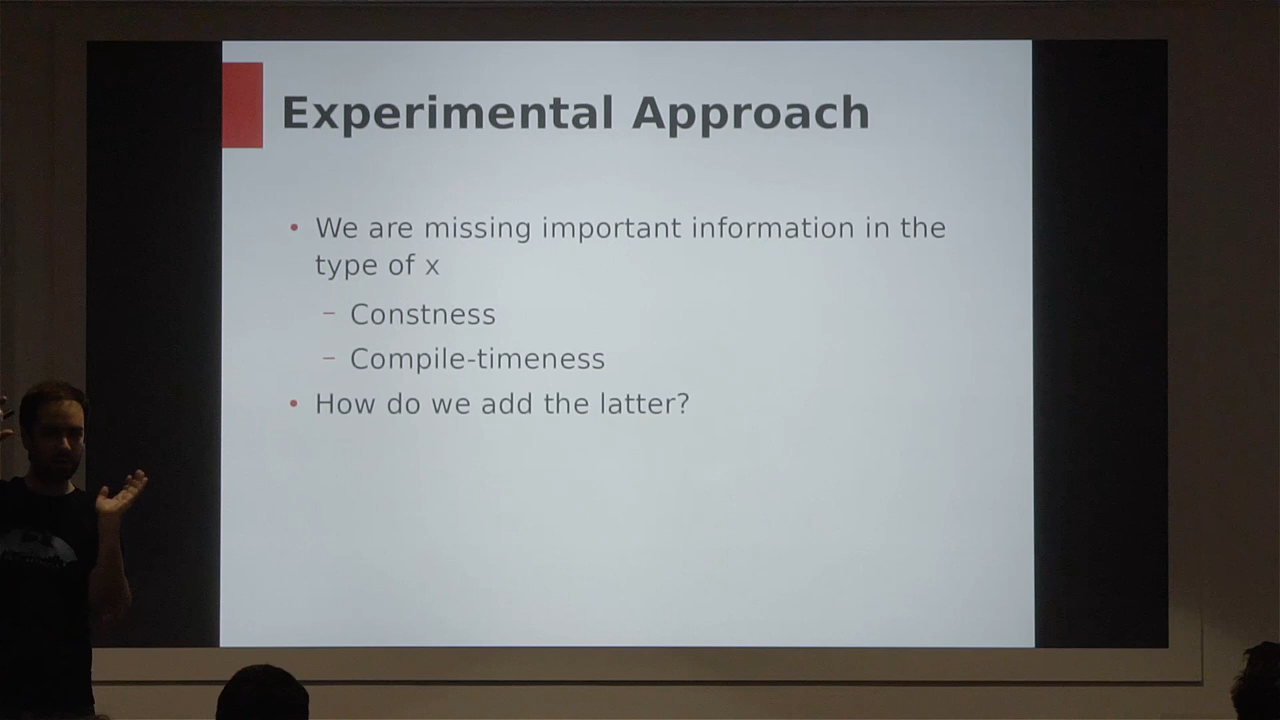 Experimental Approach
• We are missing important information in the
type of x
– Constness
– Compile-timeness
• How do we add the latter?